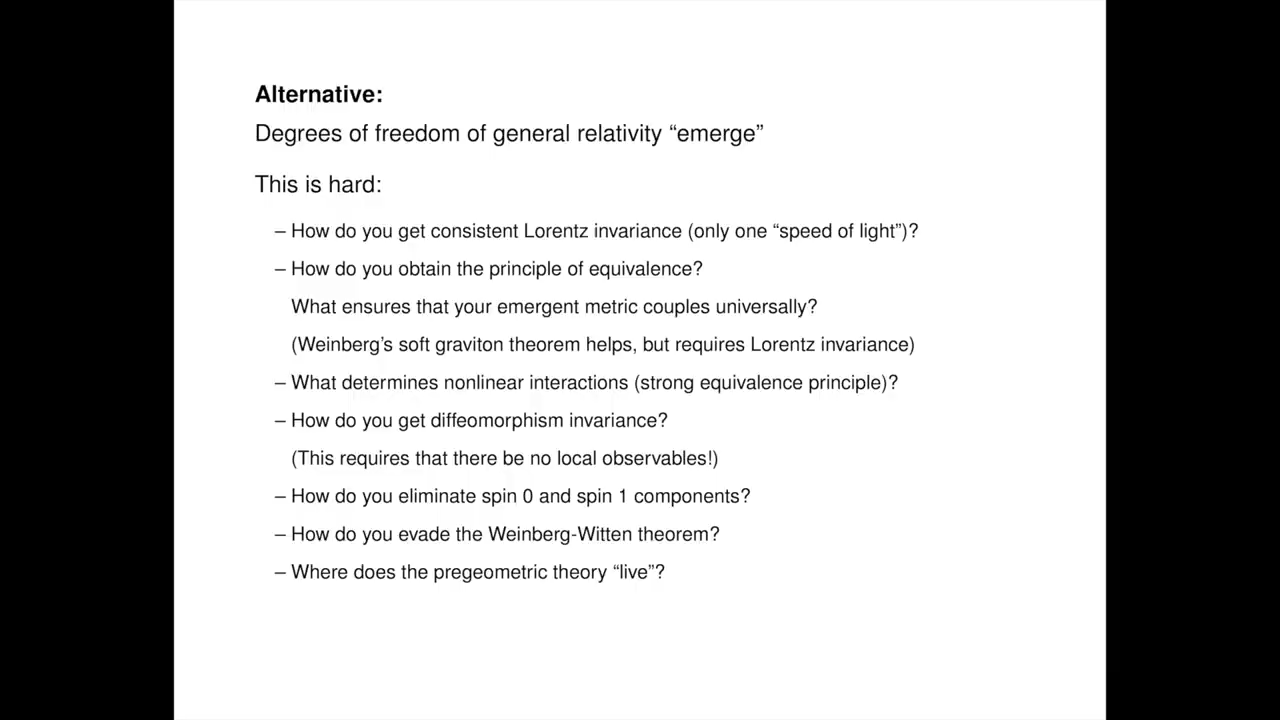 Alternative:
Degrees of freedom of general relativity “emerge”
This is hard:
– How do you get consistent Lorentz invariance (only one “speed of light”)?
– How do you obtain the principle of equivalence?
What ensures that your emergent metric couples universally?
(Weinberg’s soft graviton theorem helps, but requires Lorentz invariance)
– What determines nonlinear interactions (strong equivalence principle)?
– How do you get diffeomorphism invariance?
(This requires that there be no local observables!)
– How do you eliminate spin 0 and spin 1 components?
– How do you evade the Weinberg-Witten theorem?
– Where does the pregeometric theory “live”?